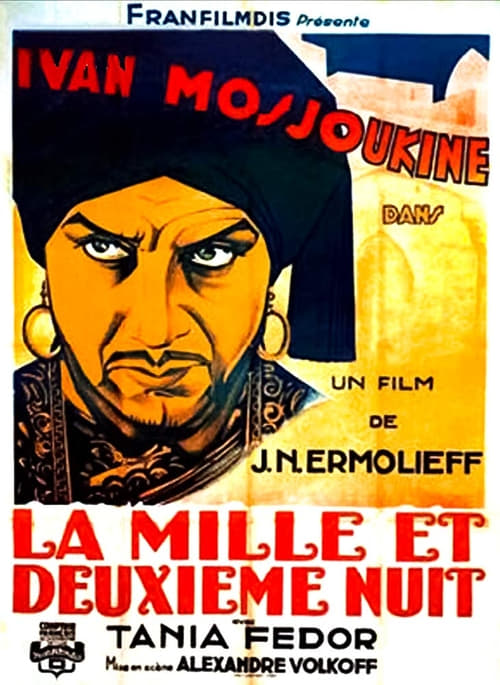 FRANFILMDIS Présente
IVAN MOSJOUKINE
DANS
UN FILM
DE
J.N.ERMOLIEFF
LA MILLE ET
DEUXIEME NUIT
avec
TANIA FEDOR
Mise en scène ALEXANDRE VOLKOFF